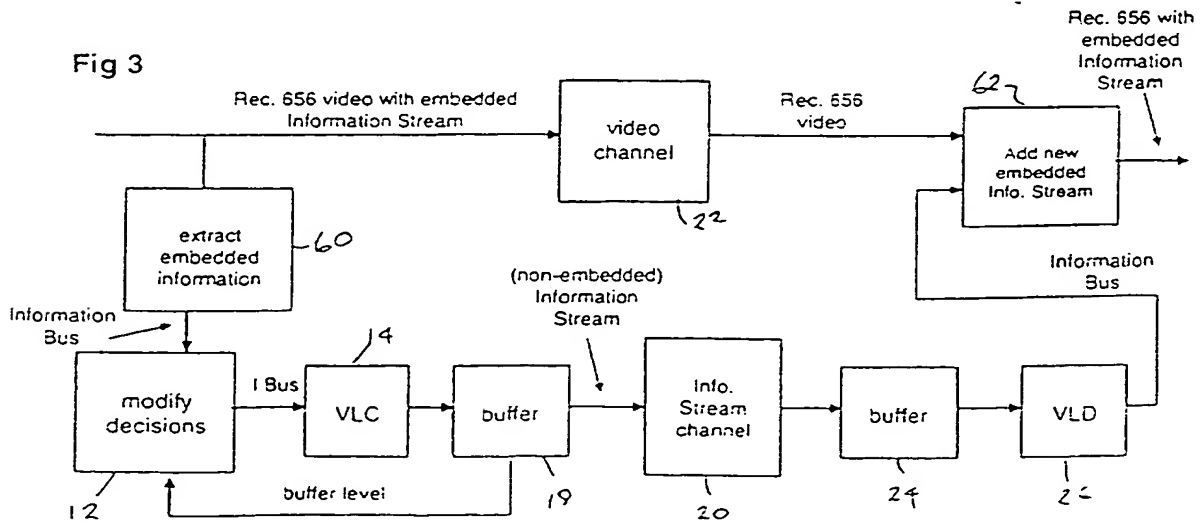 Fig 3
Rec. 656 with
embedded
Information
Stream
Rec. 656 video with embedded
Information Stream
video
channel
22
Rec. 656
video
62
Add new
embedded
Info. Stream
extract
embedded
information
60
Information
Bus
(non-embedded)
Information
Stream
Information
Bus
modify
decisions
12
I Bus
14
VLC
buffer
18
Info.
Stream
channel
20
buffer
24
VLD
buffer level